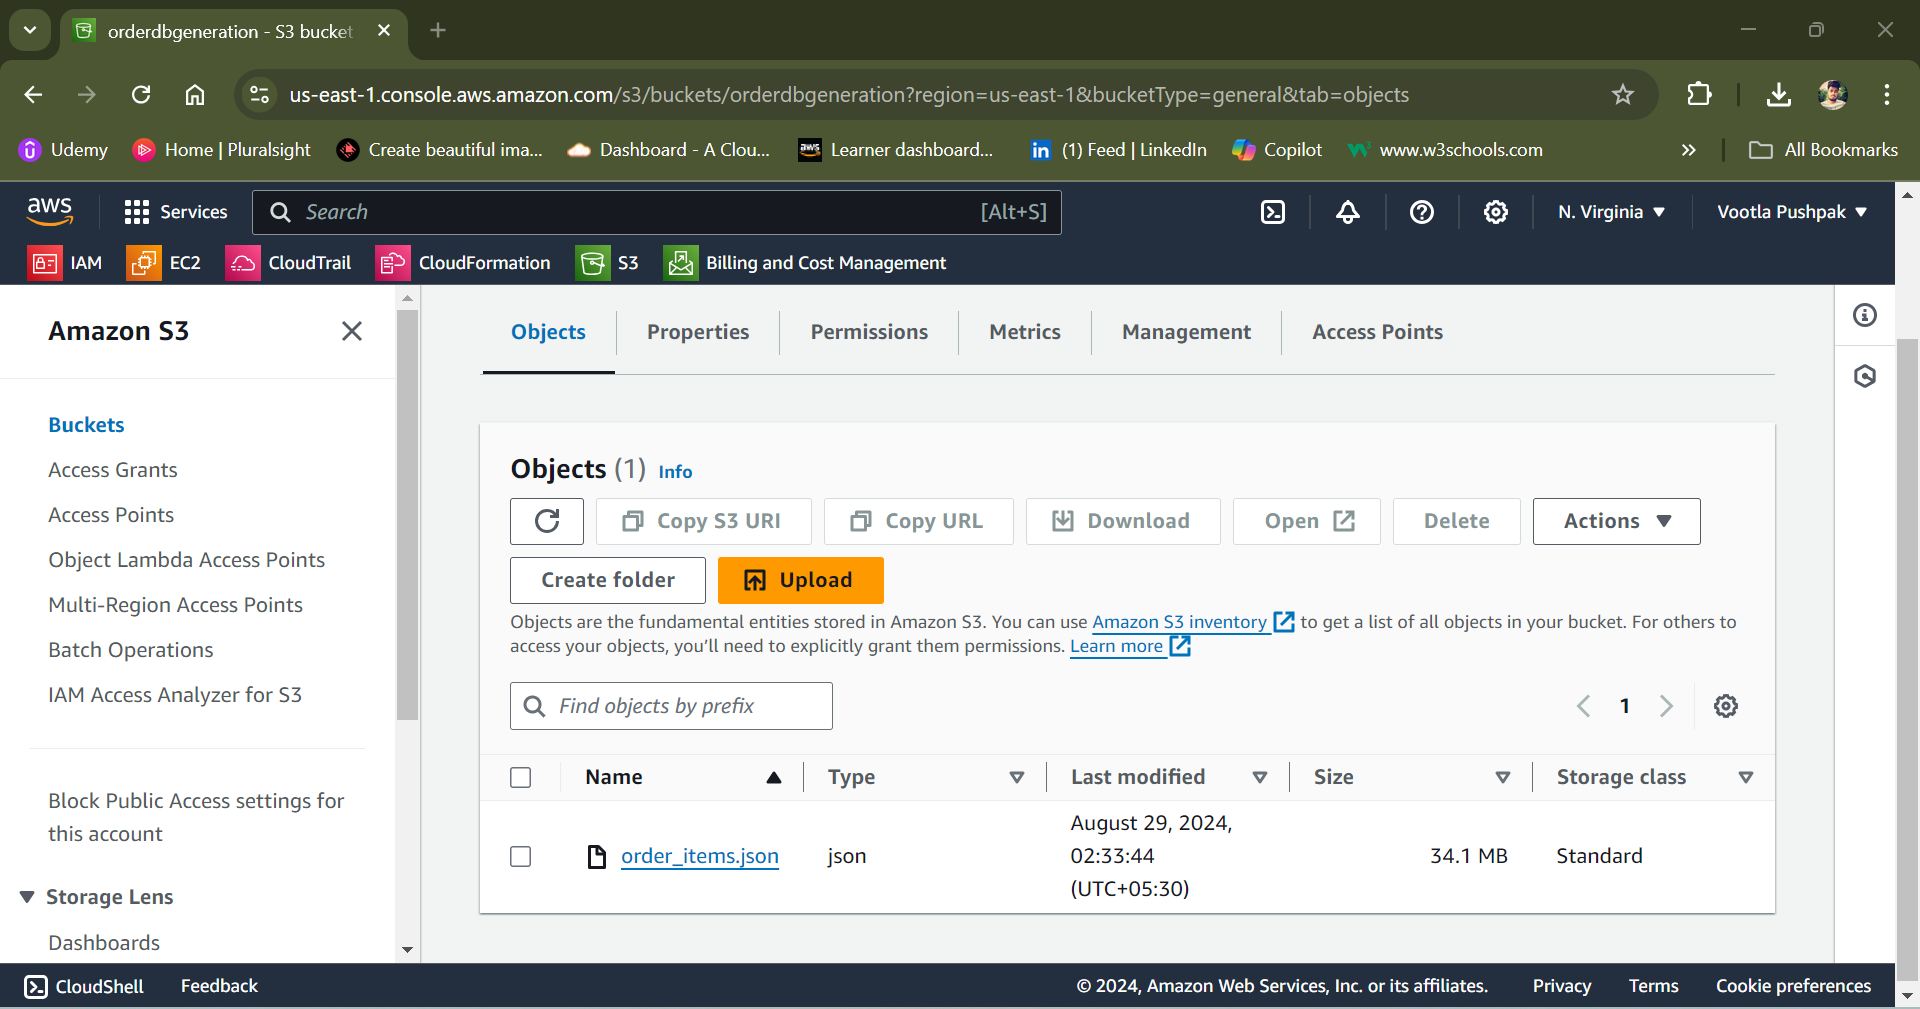 orderdbgeneration - S3 bucket
us-east-1.console.aws.amazon.com/s3/buckets/orderdbgeneration?region=us-east-1&bucketType=general&tab=objects
Udemy
Home | Pluralsight
Create beautiful ima...
Dashboard - A Clou...
aws
Learner dashboard...
in
(1) Feed | LinkedIn
Copilot
www.w3schools.com
All Bookmarks
aws
Services
Search
[Alt+S]
N. Virginia
Vootla Pushpak
IAM
EC2
CloudTrail
CloudFormation
S3
Billing and Cost Management
Amazon S3
Buckets
Access Grants
Access Points
Object Lambda Access Points
Multi-Region Access Points
Batch Operations
IAM Access Analyzer for S3
Block Public Access settings for
this account
Storage Lens
Dashboards
Objects
Properties
Permissions
Metrics
Management
Access Points
Objects (1) Info
Copy S3 URI
Copy URL
Download
Open
Delete
Actions
Create folder
Upload
Objects are the fundamental entities stored in Amazon S3. You can use Amazon S3 inventory to get a list of all objects in your bucket. For others to
access your objects, you’ll need to explicitly grant them permissions. Learn more
Find objects by prefix
1
Name
Type
Last modified
Size
Storage class
order_items.json
json
August 29, 2024,
02:33:44
(UTC+05:30)
34.1 MB
Standard
CloudShell
Feedback
© 2024, Amazon Web Services, Inc. or its affiliates.
Privacy
Terms
Cookie preferences